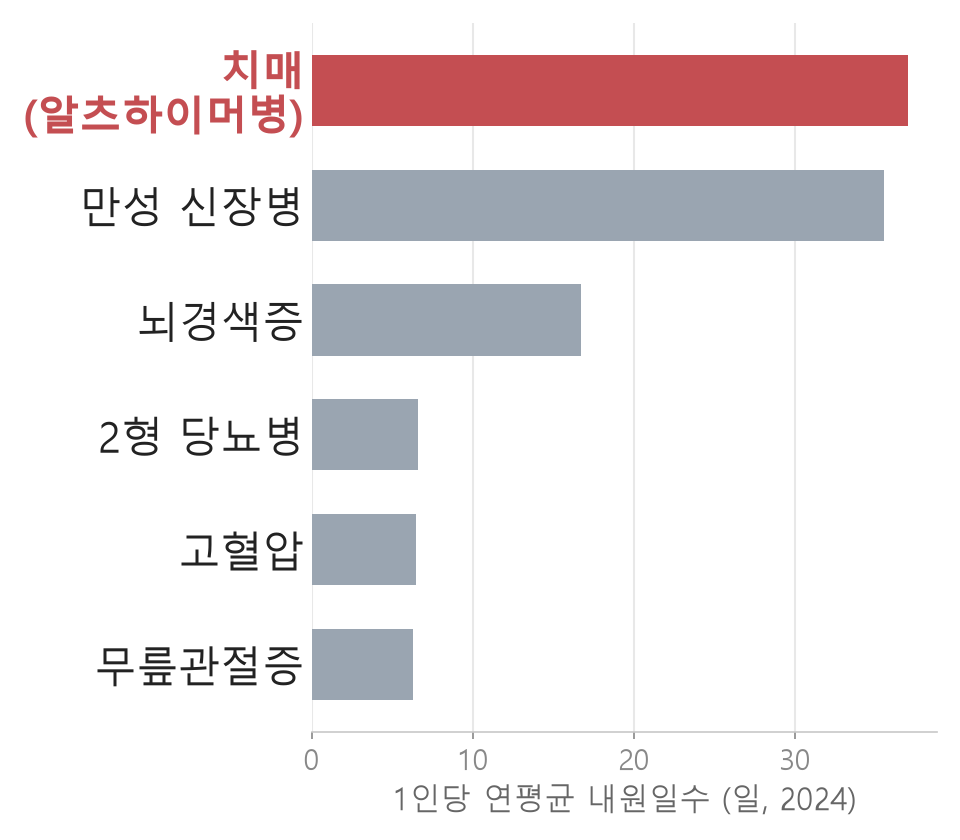 치매
(알츠하이머병)
만성 신장병
뇌경색증
2형 당뇨병
고혈압
무릎관절증
0 10 20 30
1인당 연평균 내원일수 (일, 2024)